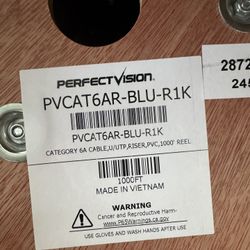 PERFECTVISION
PVCAT6AR-BLU-R1K
PVCAT6AR-BLU-R1K
CATEGORY 6A CABLE,U/UTP,RISER,PVC,1000' REEL
1000FT
MADE IN VIETNAM
WARNING
Cancer and Reproductive Harm-
www.P65Warnings.ca.gov
USE GLOVES AND WASH HANDS AFTER USE
2872
245